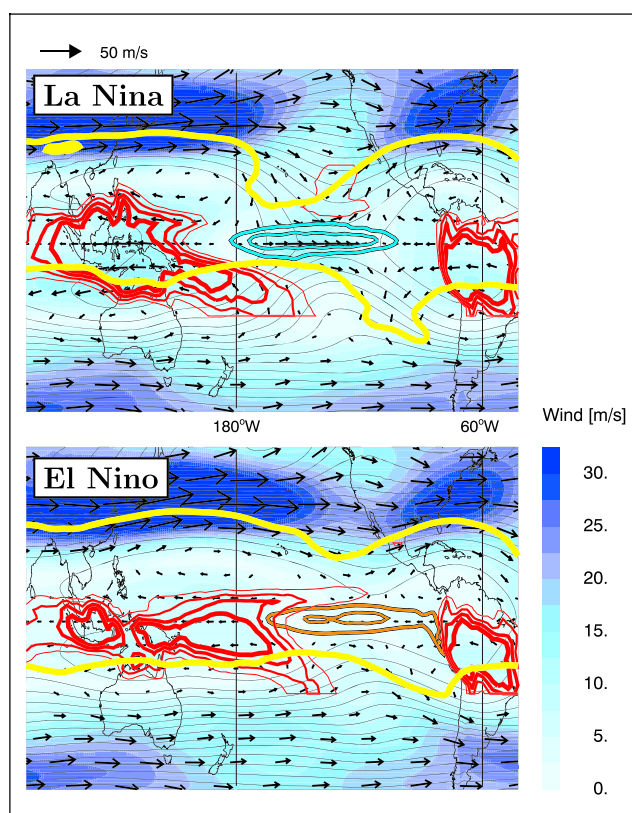 50 m/s
La Nina
180°W
60°W
Wind [m/s]
El Nino
30.
25.
20.
15.
10.
5.
0.